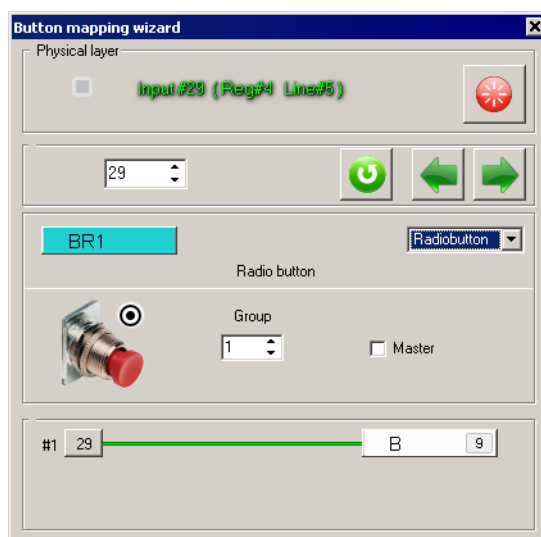 Button mapping wizard
Physical layer
Input #29 (Reg#4 Line#5)
29
BR1
Radiobutton
Radio button
Group
1
Master
#1 29 B 9